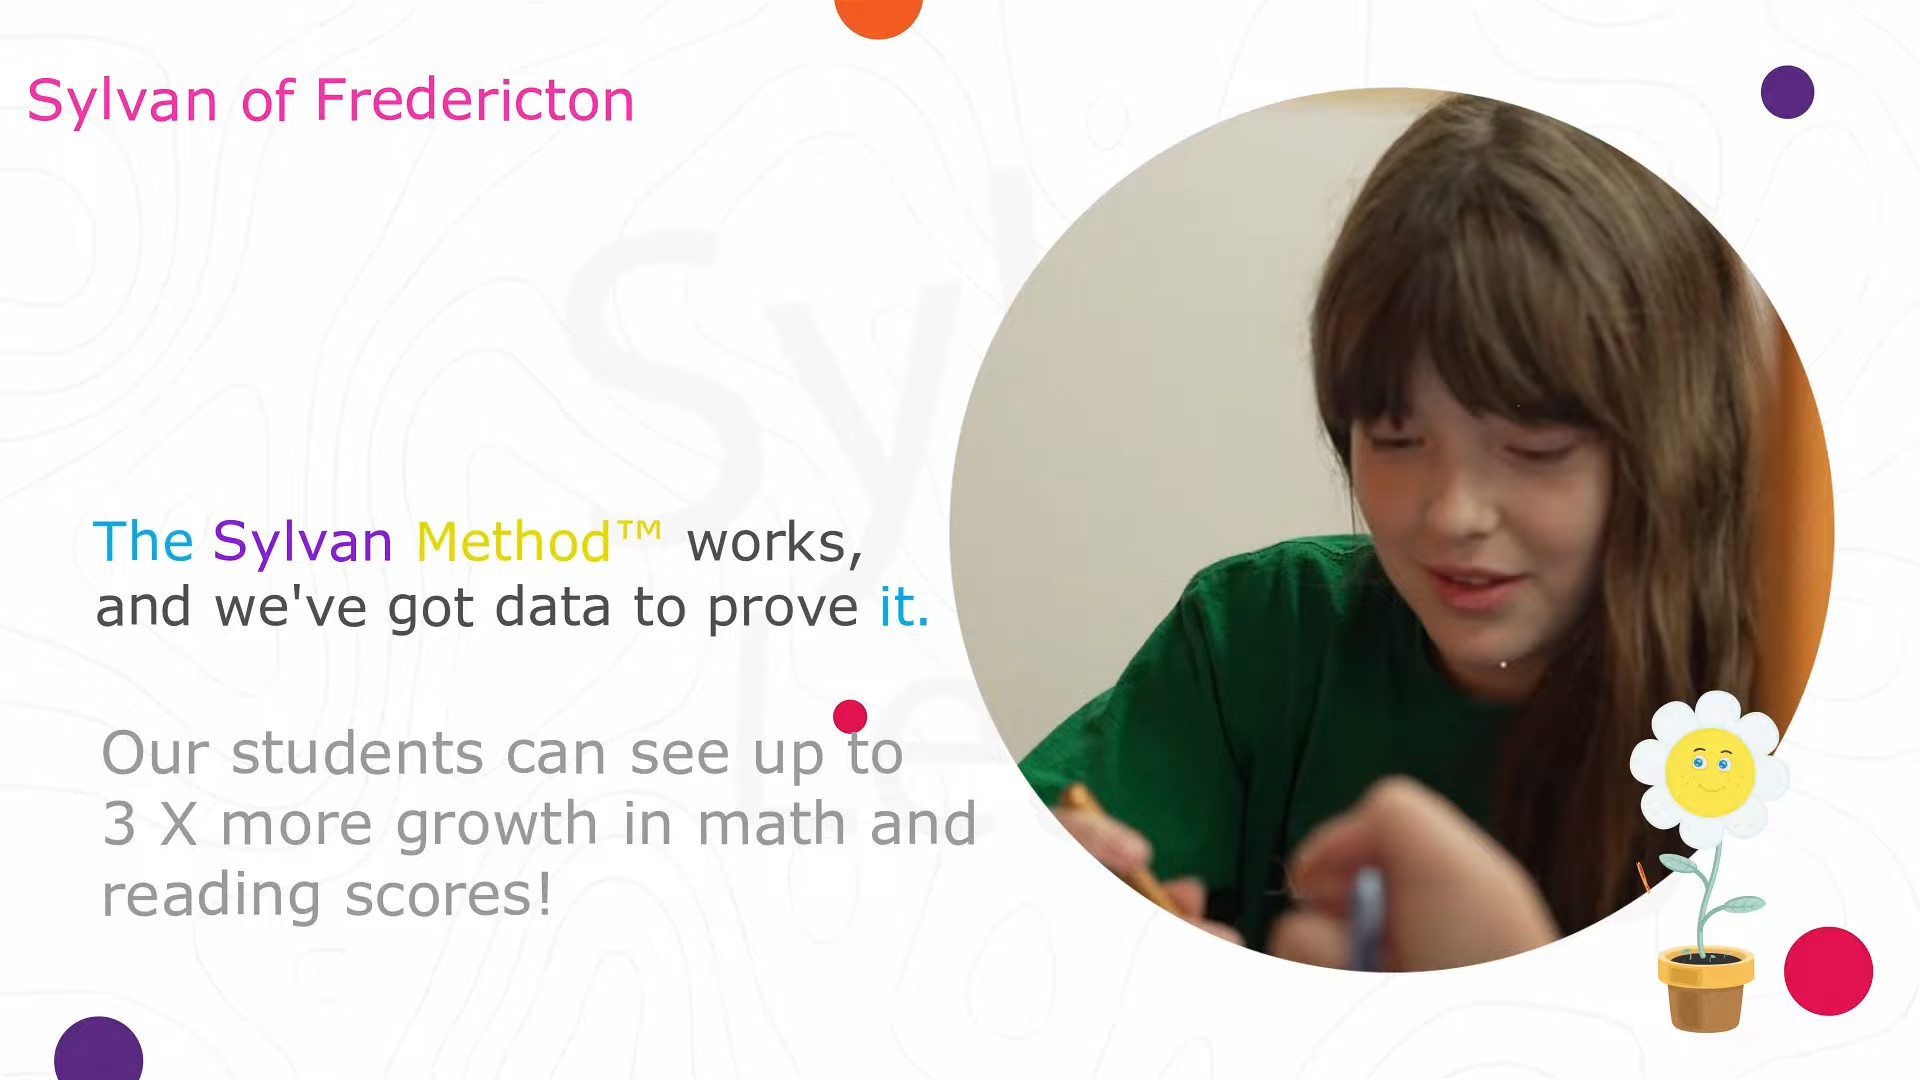 Sylvan of Fredericton
The Sylvan Method™ works,
and we've got data to prove it.
Our students can see up to
3 X more growth in math and
reading scores!